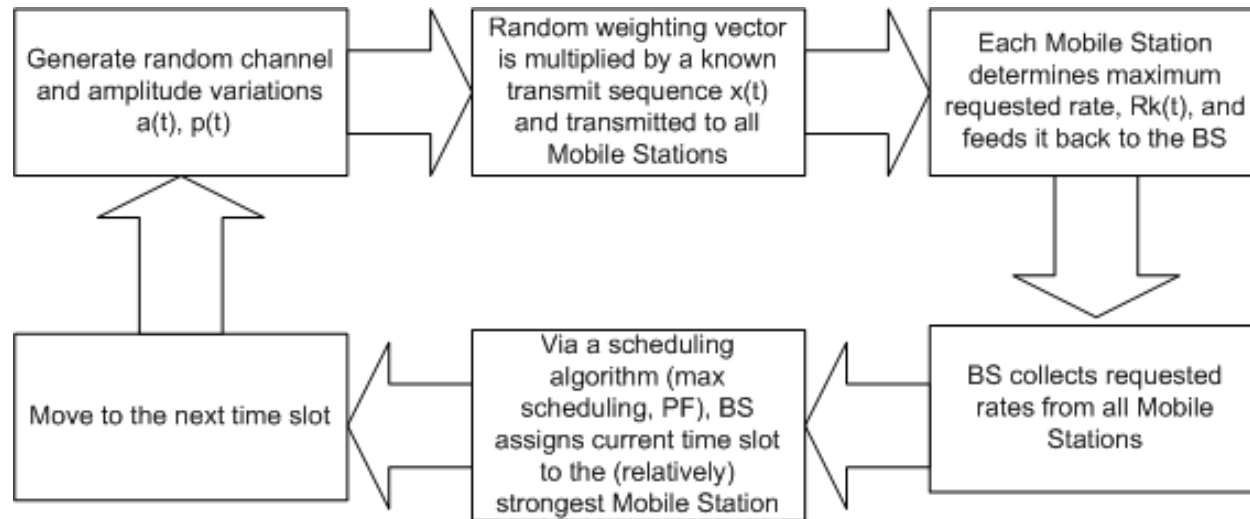 Generate random channel
and amplitude variations
a(t), p(t)
Random weighting vector
is multiplied by a known
transmit sequence x(t)
and transmitted to all
Mobile Stations
Each Mobile Station
determines maximum
requested rate, Rk(t), and
feeds it back to the BS
BS collects requested
rates from all Mobile
Stations
Via a scheduling
algorithm (max
scheduling, PF), BS
assigns current time slot
to the (relatively)
strongest Mobile Station
Move to the next time slot